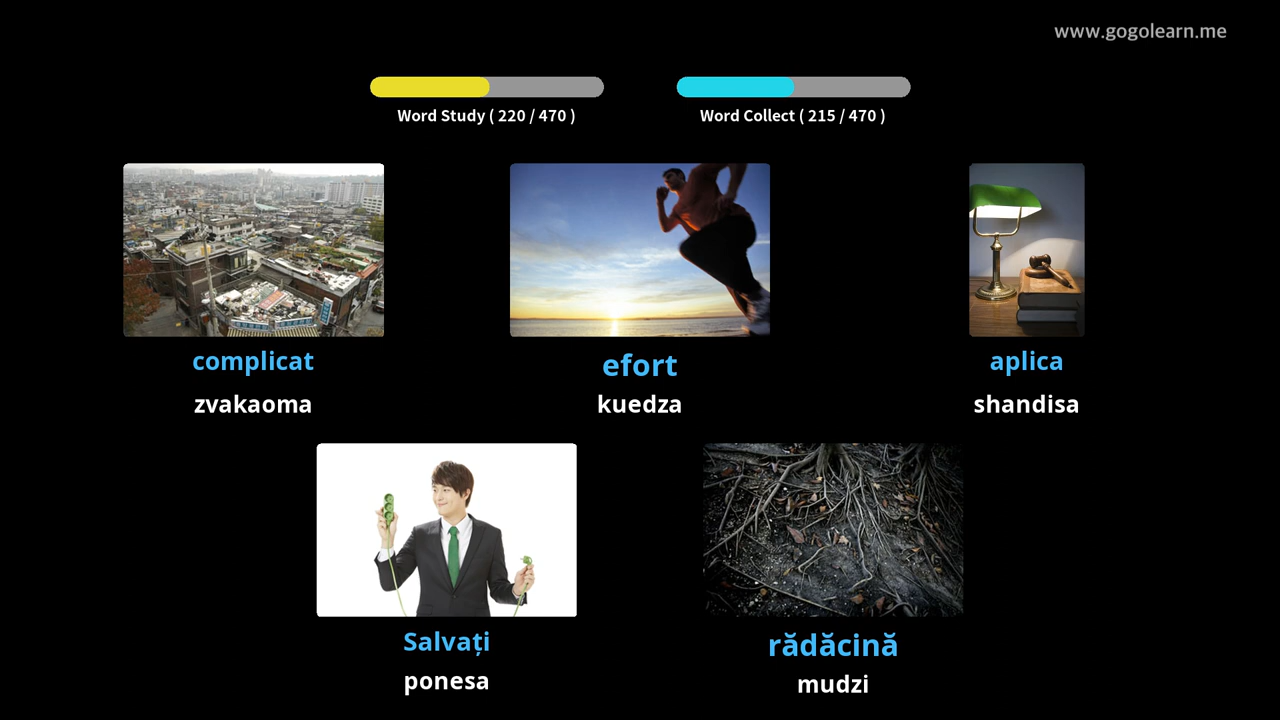 www.gogolearn.me
Word Study ( 220 / 470 )
Word Collect ( 215 / 470 )
complicat
zvakaoma
efort
kuedza
aplica
shandisa
Salvați
ponesa
rădăcină
mudzi